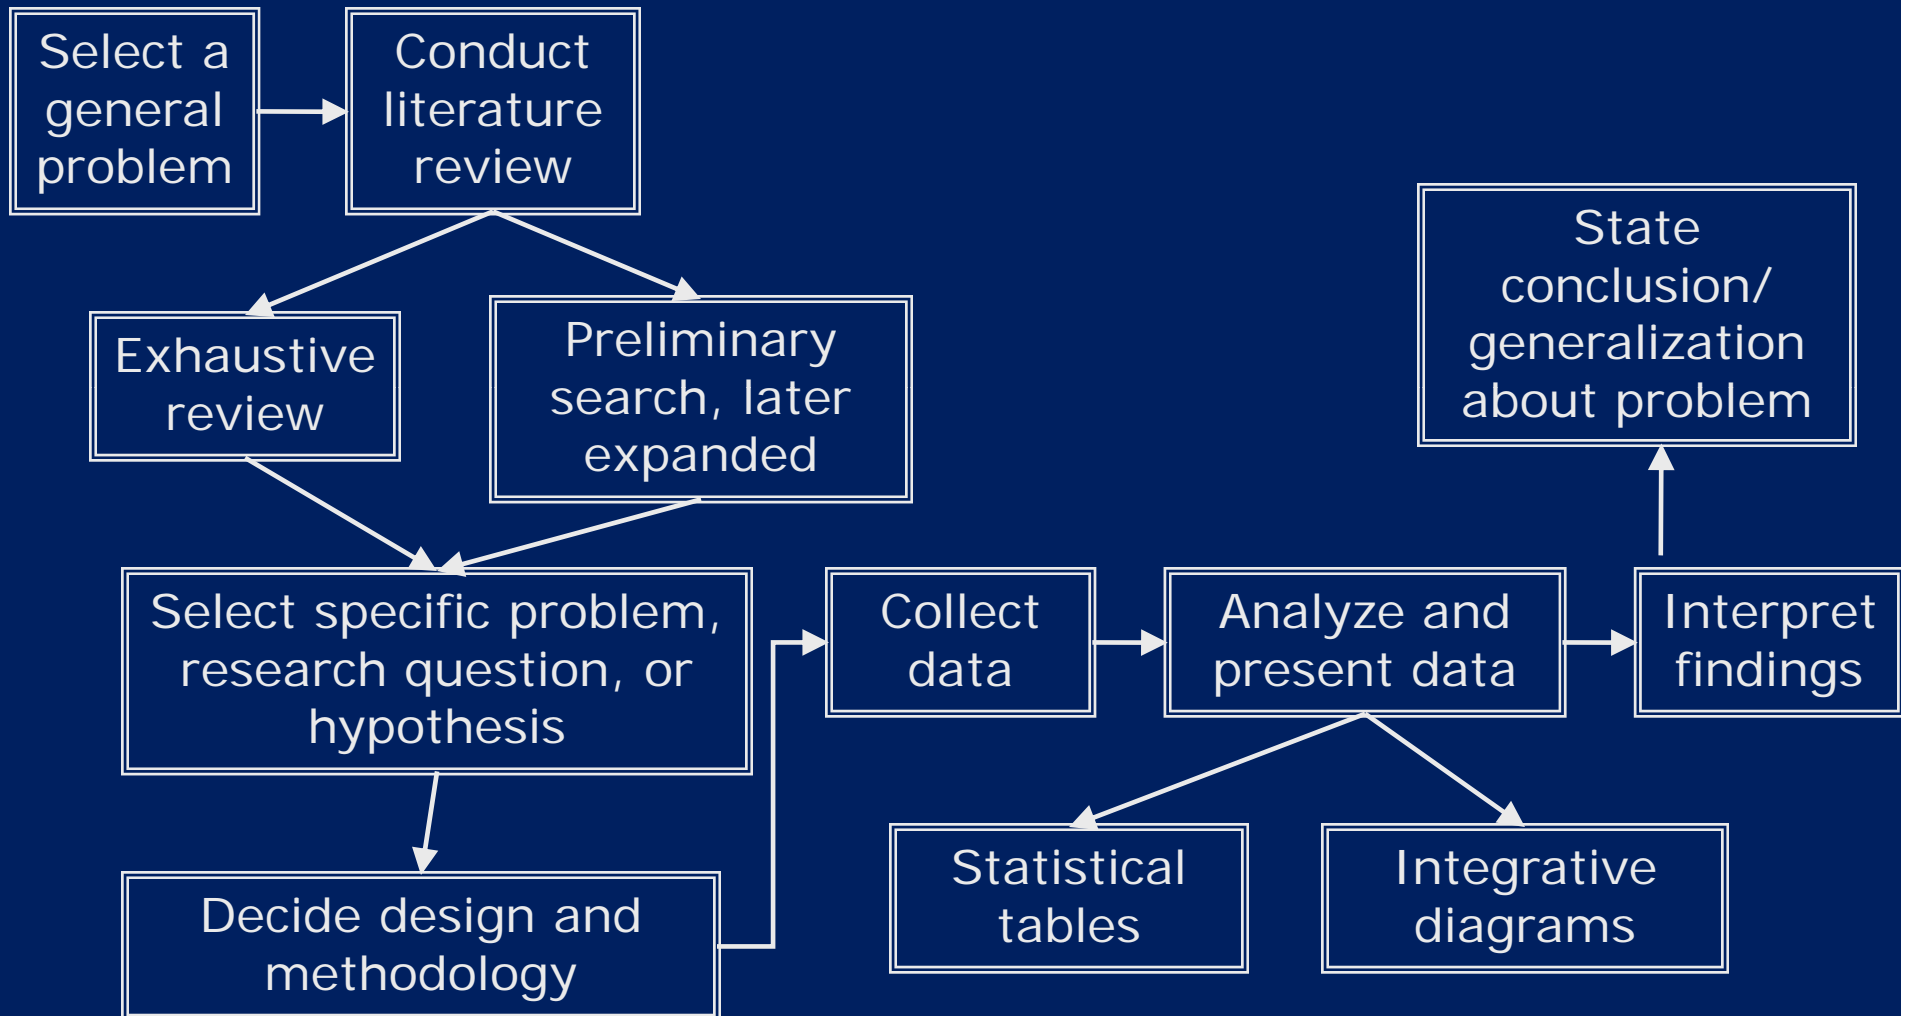 Select a
general
problem
Conduct
literature
review
Exhaustive
review
Preliminary
search, later
expanded
State
conclusion/
generalization
about problem
Select specific problem,
research question, or
hypothesis
Collect
data
Analyze and
present data
Interpret
findings
Decide design and
methodology
Statistical
tables
Integrative
diagrams